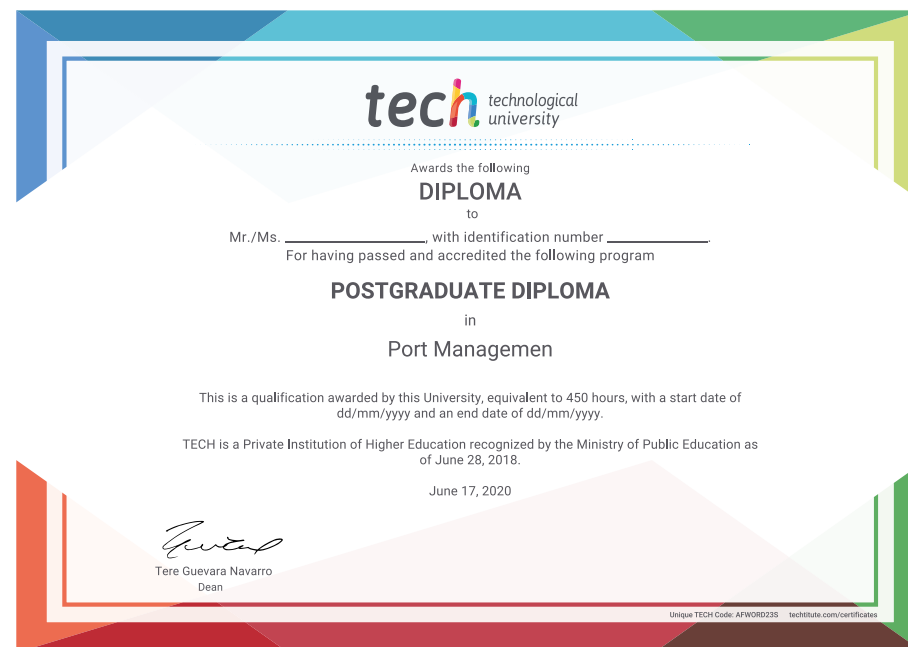 tech technological
university
Awards the following
DIPLOMA
to
Mr./Ms. ____________________, with identification number ______________.
For having passed and accredited the following program
POSTGRADUATE DIPLOMA
in
Port Managemen
This is a qualification awarded by this University, equivalent to 450 hours, with a start date of
dd/mm/yyyy and an end date of dd/mm/yyyy.
TECH is a Private Institution of Higher Education recognized by the Ministry of Public Education as
of June 28, 2018.
June 17, 2020
Tere Guevara Navarro
Dean
Unique TECH Code: AFWORD23S techtitute.com/certificates